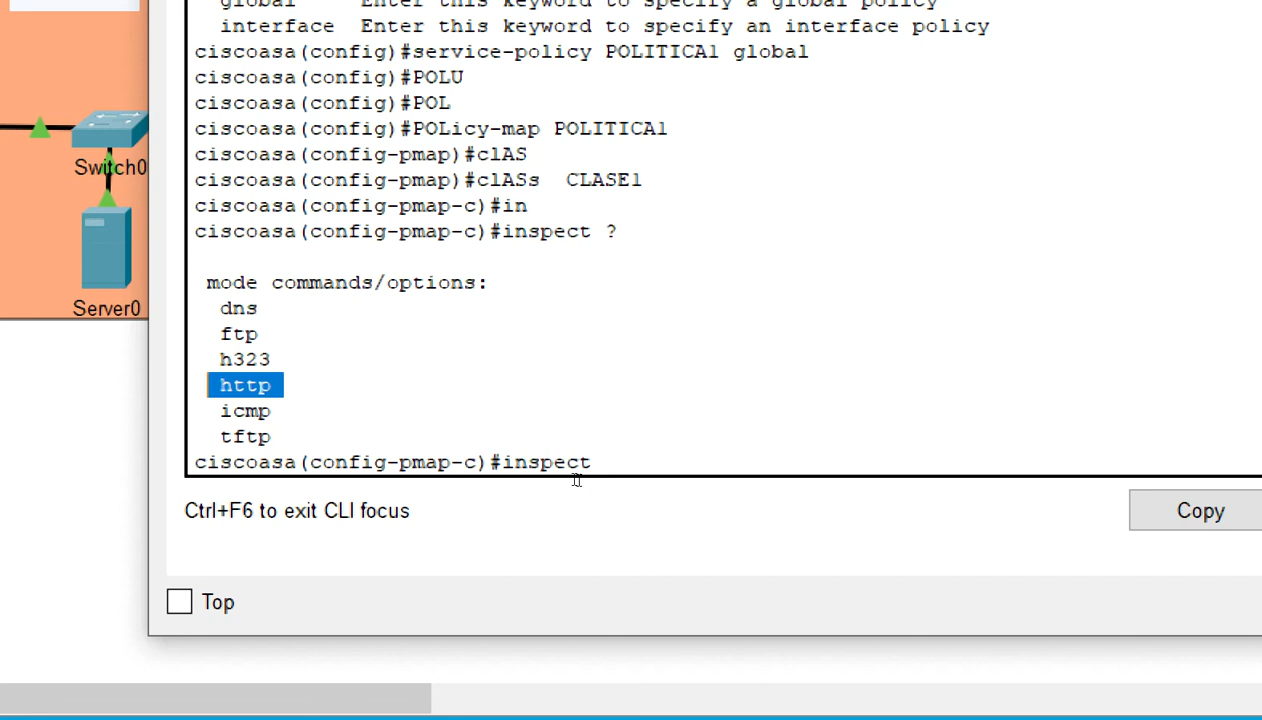 global Enter this keyword to specify a global policy
interface Enter this keyword to specify an interface policy
ciscoasa(config)#service-policy POLITICA1 global
ciscoasa(config)#POLU
ciscoasa(config)#POL
ciscoasa(config)#POLicy-map POLITICA1
ciscoasa(config-pmap)#clAS
ciscoasa(config-pmap)#clASs CLASE1
ciscoasa(config-pmap-c)#in
ciscoasa(config-pmap-c)#inspect ?
mode commands/options:
dns
ftp
h323
http
icmp
tftp
ciscoasa(config-pmap-c)#inspect
Ctrl+F6 to exit CLI focus
Copy
Top
Switch0
Server0